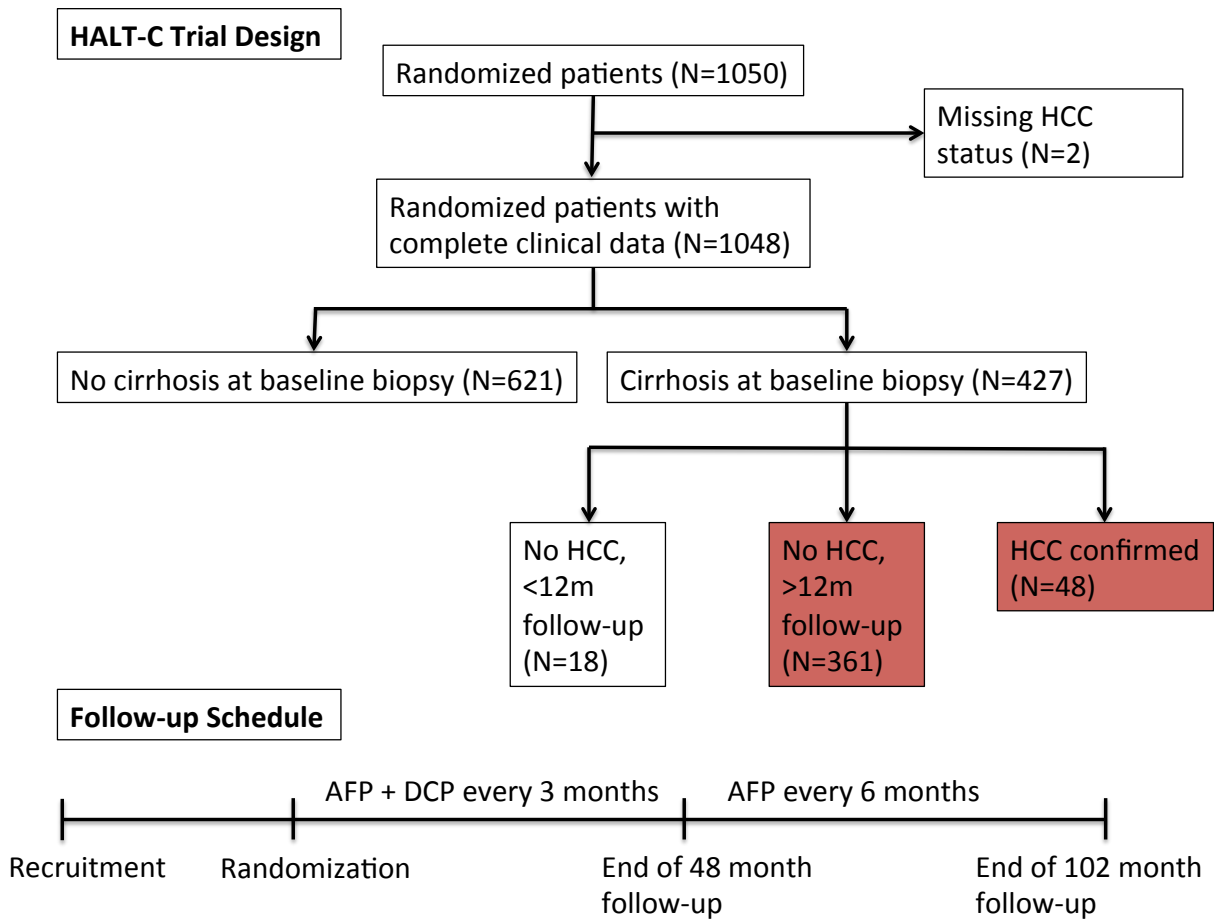 HALT-C Trial Design
Randomized patients (N=1050)
Missing HCC
status (N=2)
Randomized patients with
complete clinical data (N=1048)
No cirrhosis at baseline biopsy (N=621)
Cirrhosis at baseline biopsy (N=427)
No HCC,
<12m
follow-up
(N=18)
No HCC,
>12m
follow-up
(N=361)
HCC confirmed
(N=48)
Follow-up Schedule
AFP + DCP every 3 months
AFP every 6 months
Recruitment
Randomization
End of 48 month
follow-up
End of 102 month
follow-up